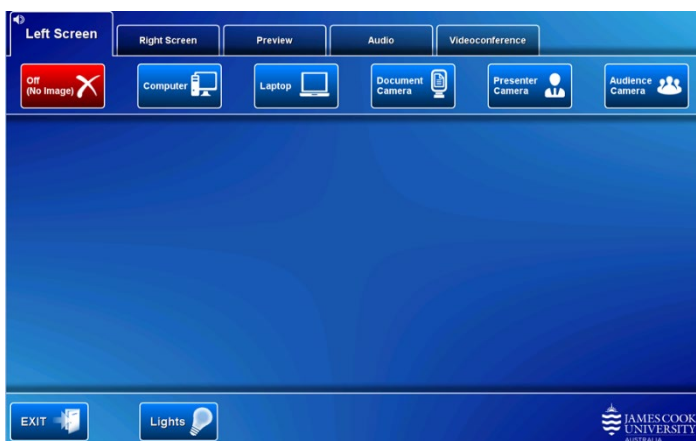 Left Screen
Right Screen
Preview
Audio
Videoconference
Off
(No Image)
Computer
Laptop
Document
Camera
Presenter
Camera
Audience
Camera
EXIT
Lights
JAMES COOK
UNIVERSITY
AUSTRALIA